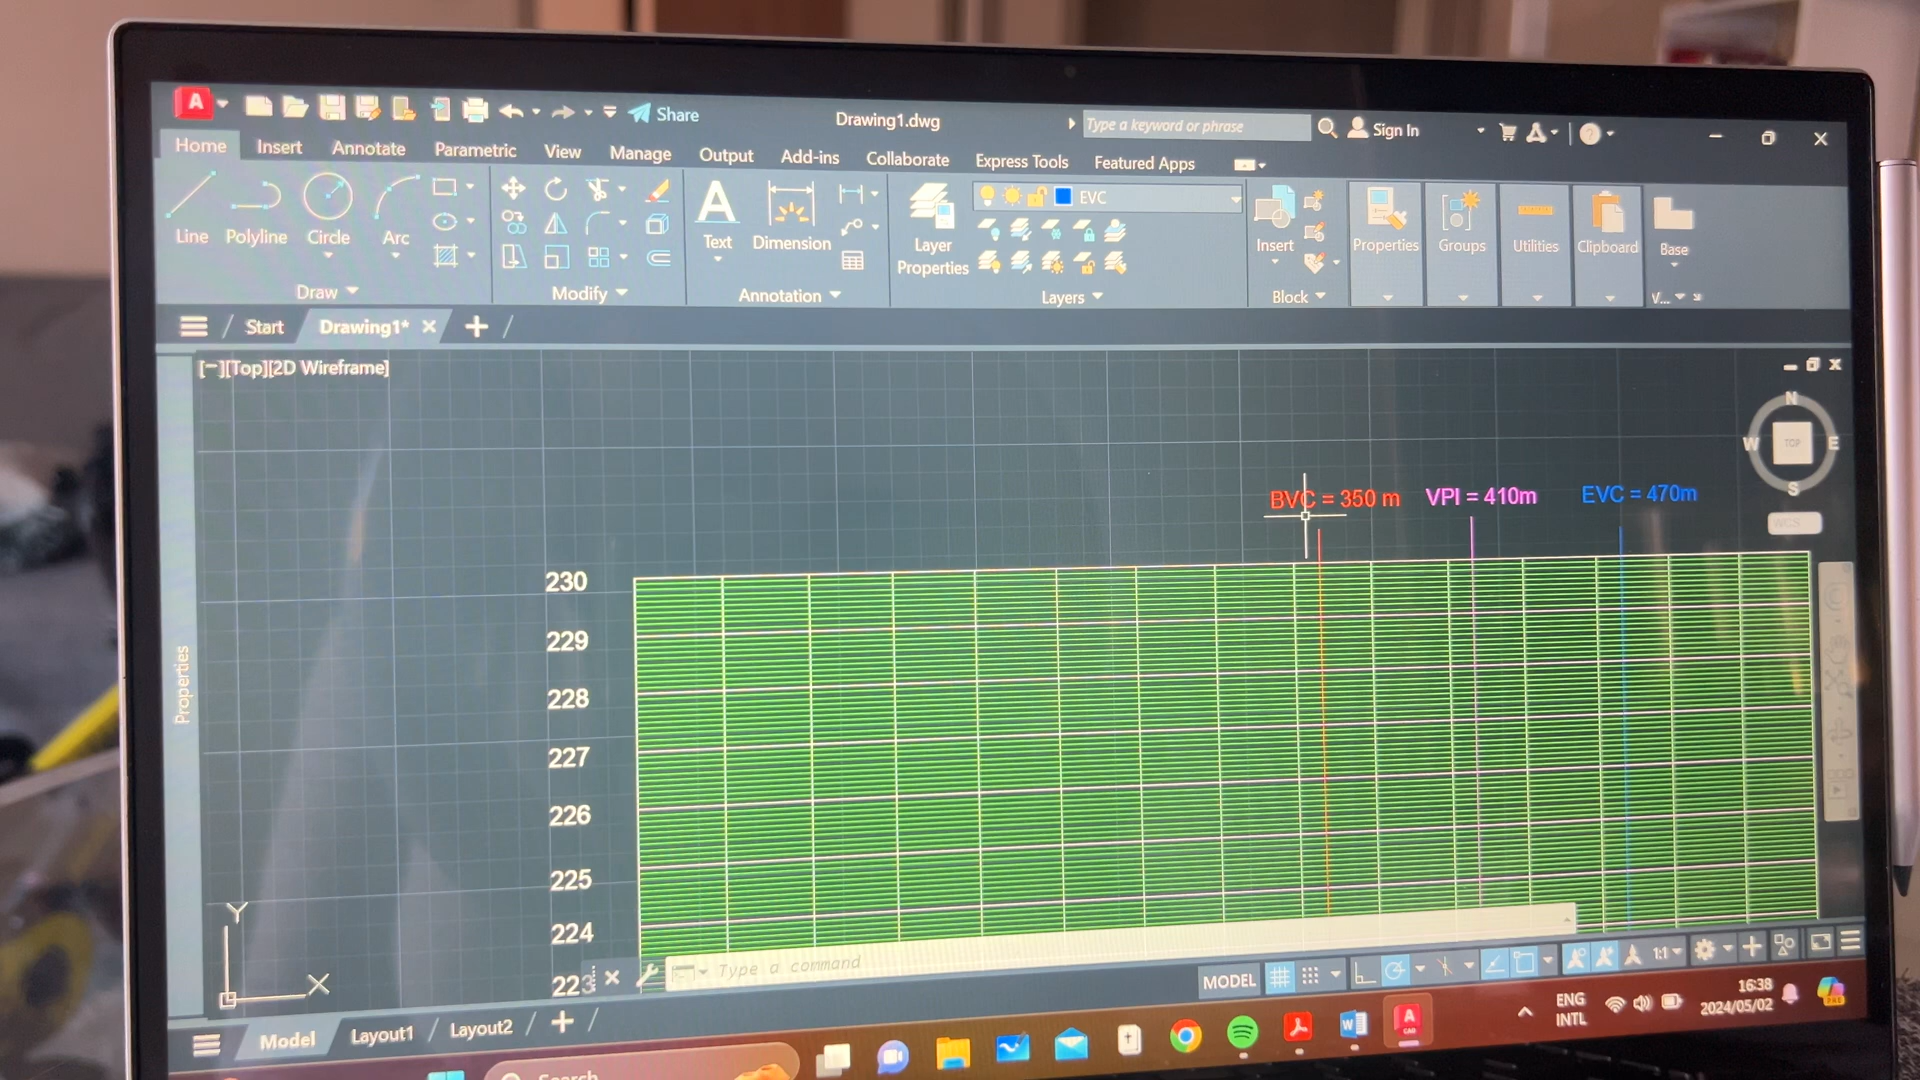 A
Share
Drawing1.dwg
Type a keyword or phrase
Sign In
Home
Insert
Annotate
Parametric
View
Manage
Output
Add-ins
Collaborate
Express Tools
Featured Apps
Line
Polyline
Circle
Arc
Draw
Modify
A
Text
Dimension
Annotation
Layer
Properties
EVC
Layers
Insert
Block
Properties
Groups
Utilities
Clipboard
Base
V...
Start
Drawing1*
[-][Top][2D Wireframe]
N
W
TOP
E
S
WCS
BVC = 350 m
VPI = 410m
EVC = 470m
230
229
228
227
226
225
224
223
Properties
Y
X
Type a command
MODEL
1:1
Model
Layout1
Layout2
Search
ENG
INTL
16:38
2024/05/02